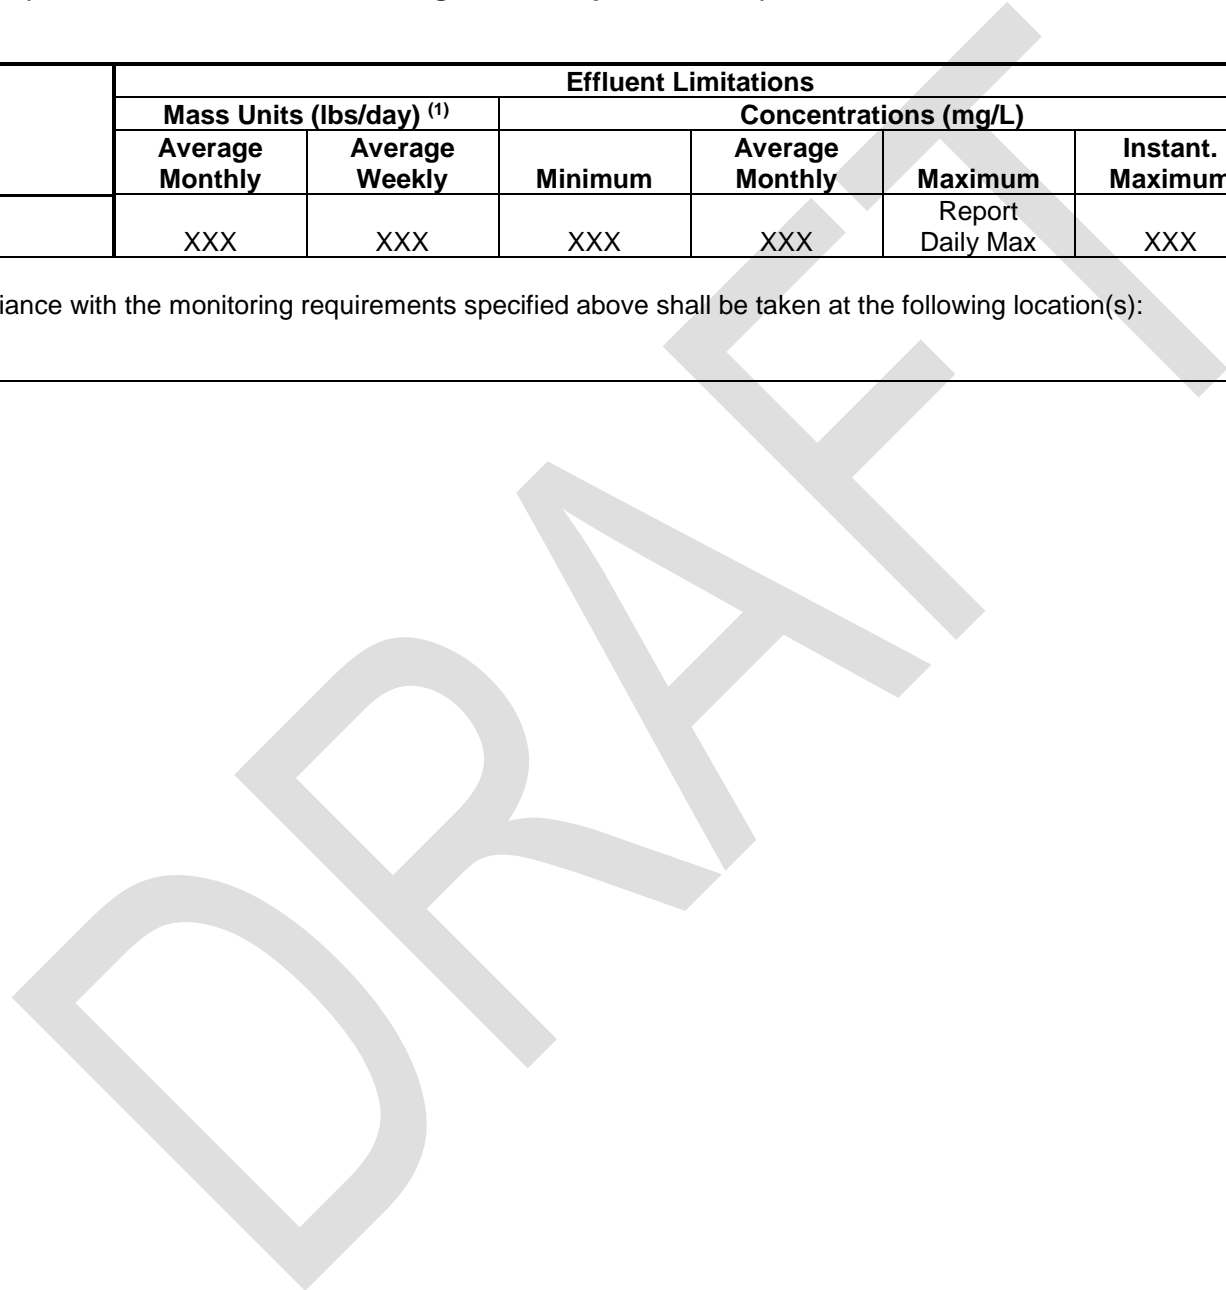 Effluent Limitations
Mass Units (lbs/day) (1) Concentrations (mg/L)
Average Monthly Average Weekly Minimum Average Monthly Maximum Instant. Maximum
XXX XXX XXX XXX Report Daily Max XXX
with the monitoring requirements specified above shall be taken at the following location(s):
DRAFT